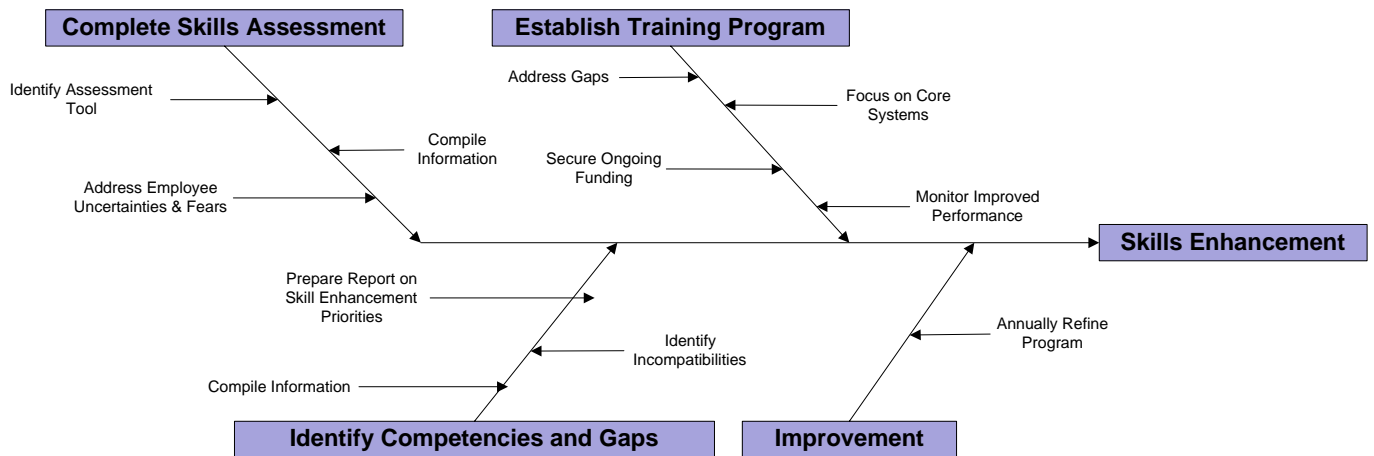 Complete Skills Assessment
Establish Training Program
Address Gaps
Identify Assessment
Tool
Focus on Core
Systems
Compile
Information
Secure Ongoing
Funding
Address Employee
Uncertainties & Fears
Monitor Improved
Performance
Skills Enhancement
Prepare Report on
Skill Enhancement
Priorities
Annually Refine
Program
Identify
Incompatibilities
Compile Information
Identify Competencies and Gaps
Improvement